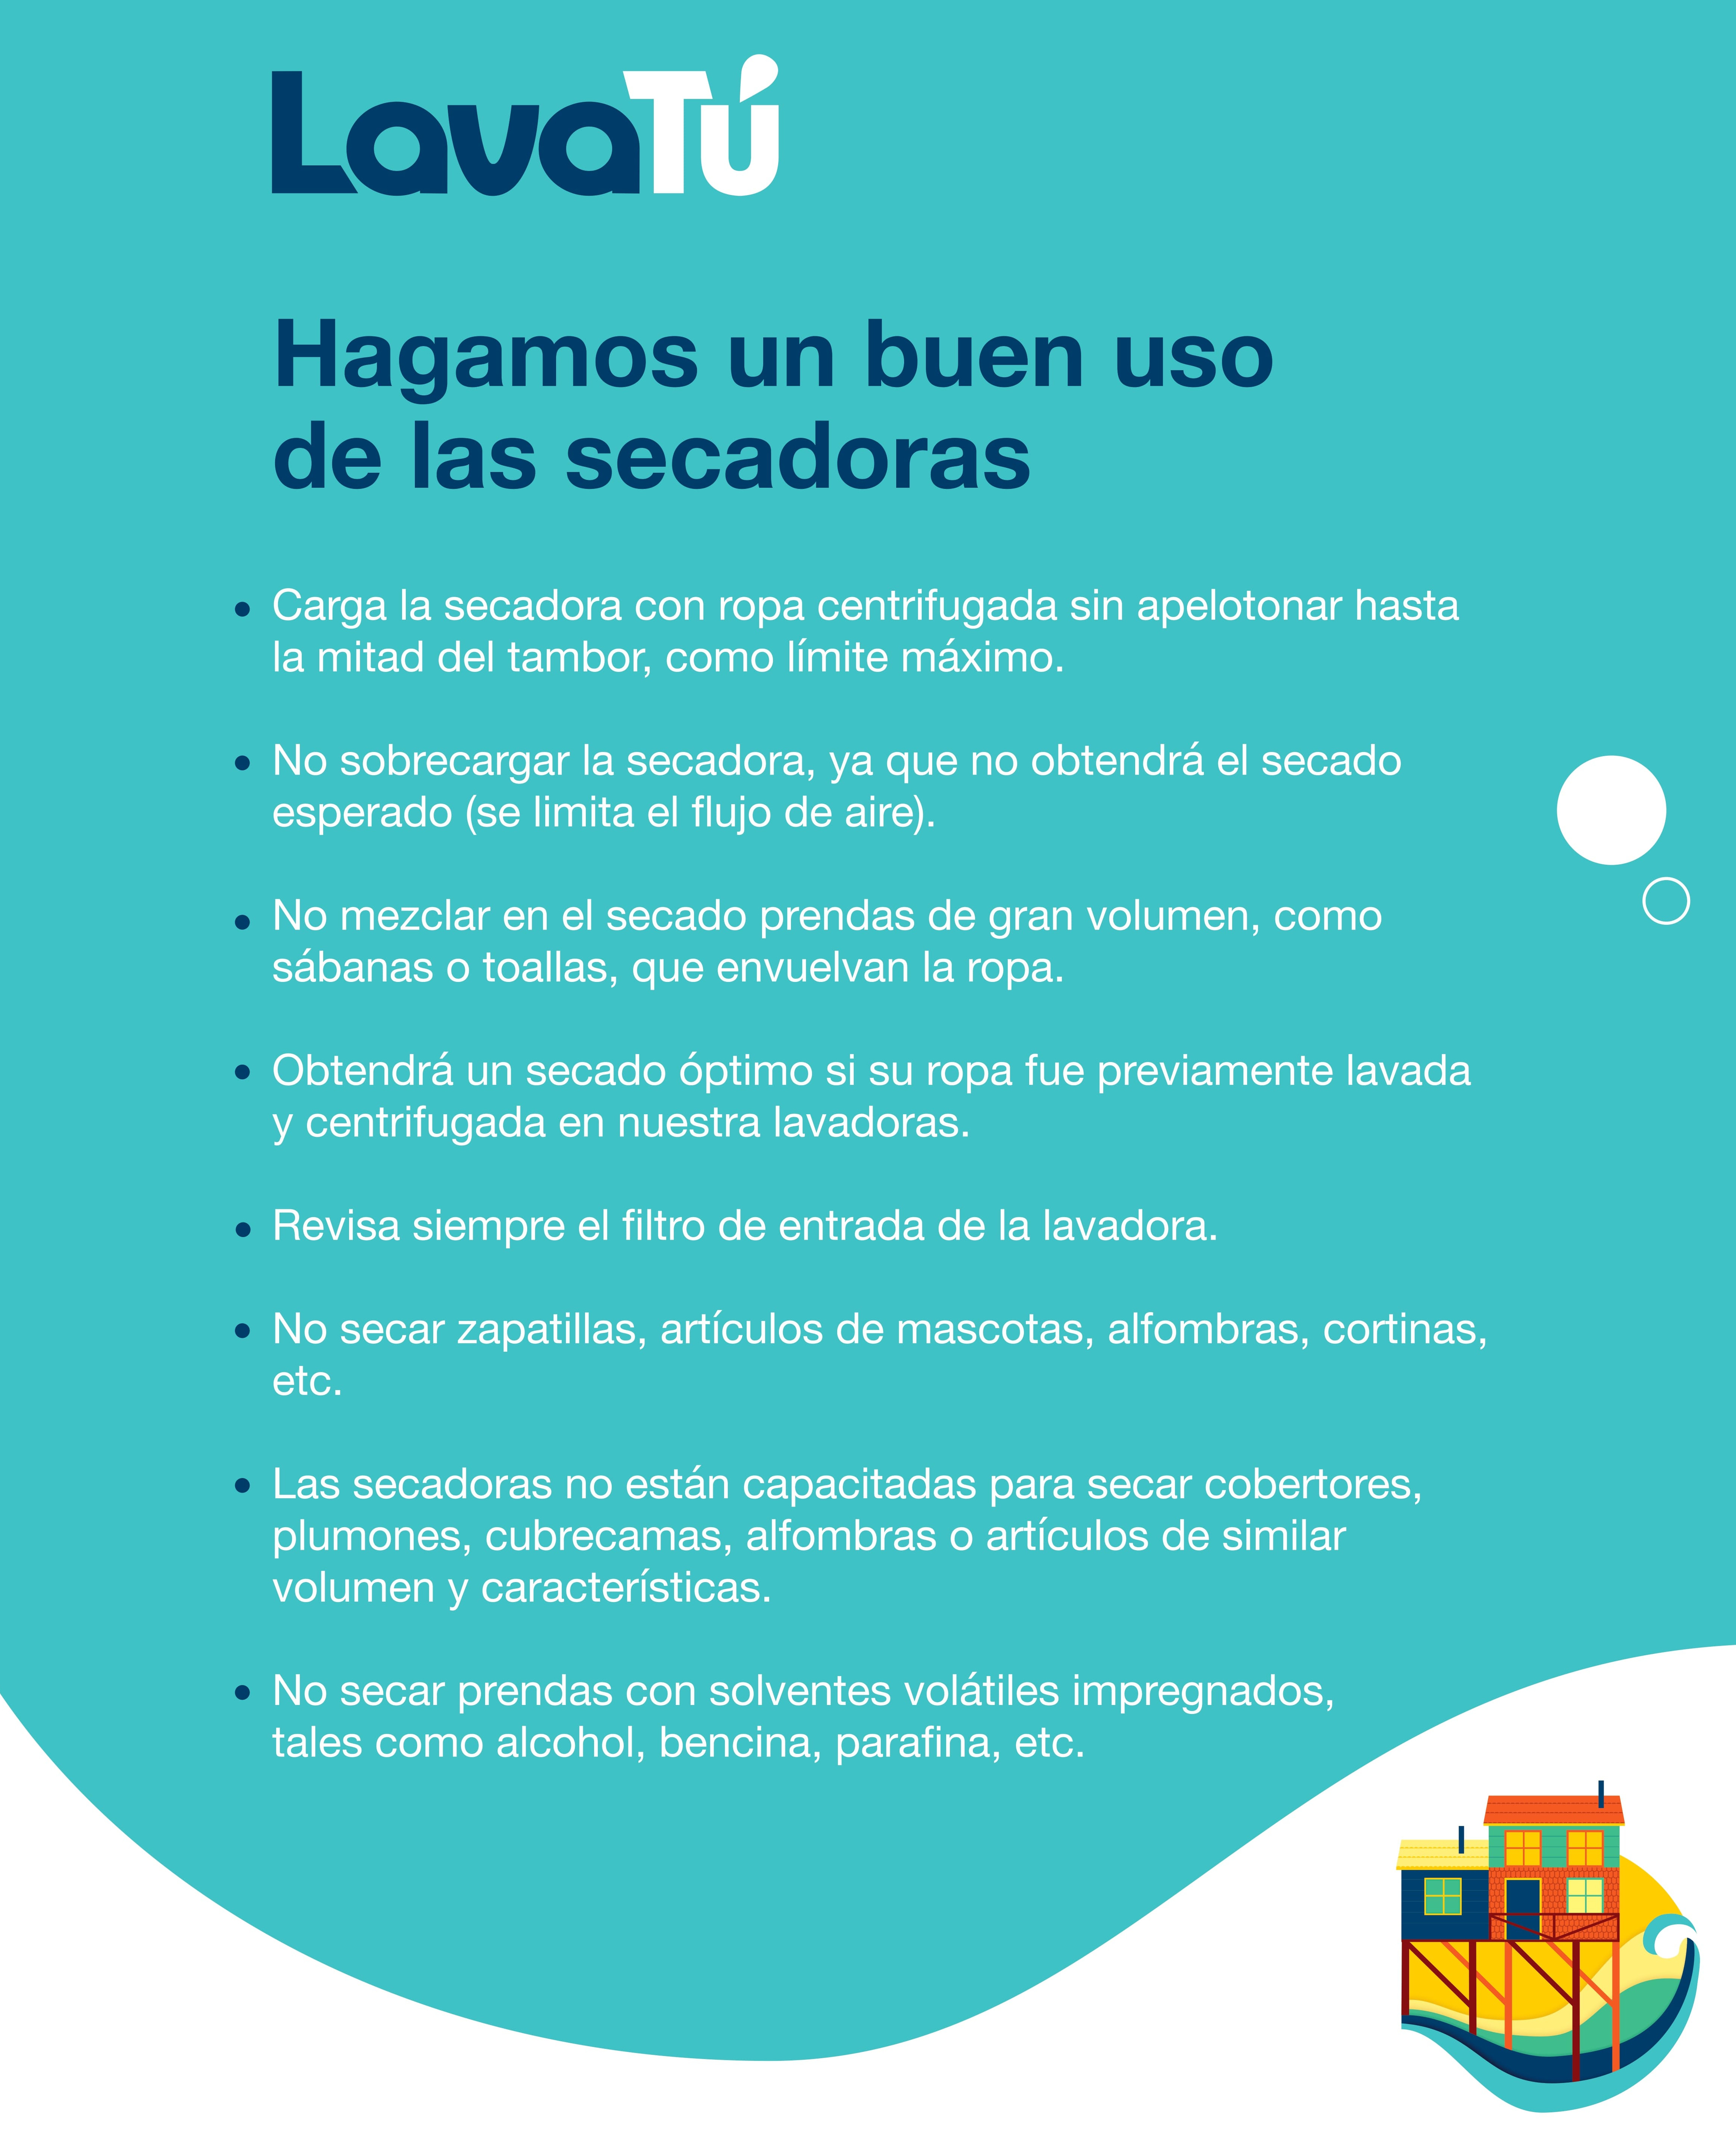 LavaTú
Hagamos un buen uso
de las secadoras
• Carga la secadora con ropa centrifugada sin apelotonar hasta
la mitad del tambor, como límite máximo.
• No sobrecargar la secadora, ya que no obtendrá el secado
esperado (se limita el flujo de aire).
• No mezclar en el secado prendas de gran volumen, como
sábanas o toallas, que envuelvan la ropa.
• Obtendrá un secado óptimo si su ropa fue previamente lavada
y centrifugada en nuestra lavadoras.
• Revisa siempre el filtro de entrada de la lavadora.
• No secar zapatillas, artículos de mascotas, alfombras, cortinas,
etc.
• Las secadoras no están capacitadas para secar cobertores,
plumones, cubrecamas, alfombras o artículos de similar
volumen y características.
• No secar prendas con solventes volátiles impregnados,
tales como alcohol, bencina, parafina, etc.